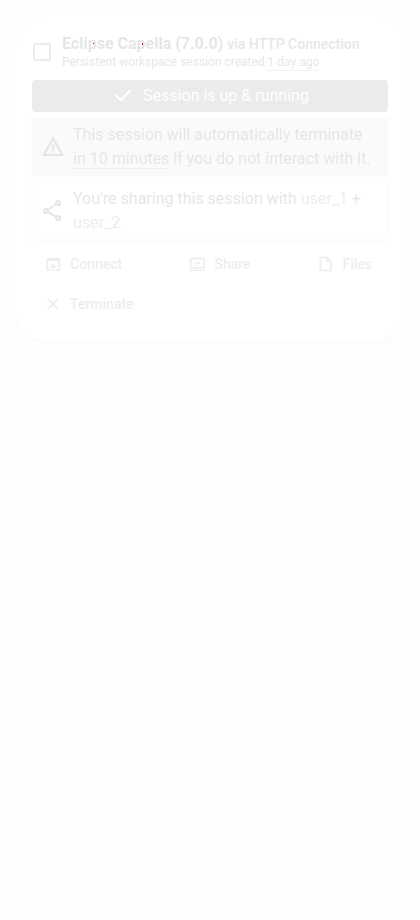 Eclipse Capella (7.0.0) via HTTP Connection
Persistent workspace session created 1 day ago
Session is up & running
This session will automatically terminate
in 10 minutes if you do not interact with it.
You're sharing this session with user_1 +
user_2
Connect Share Files
Terminate